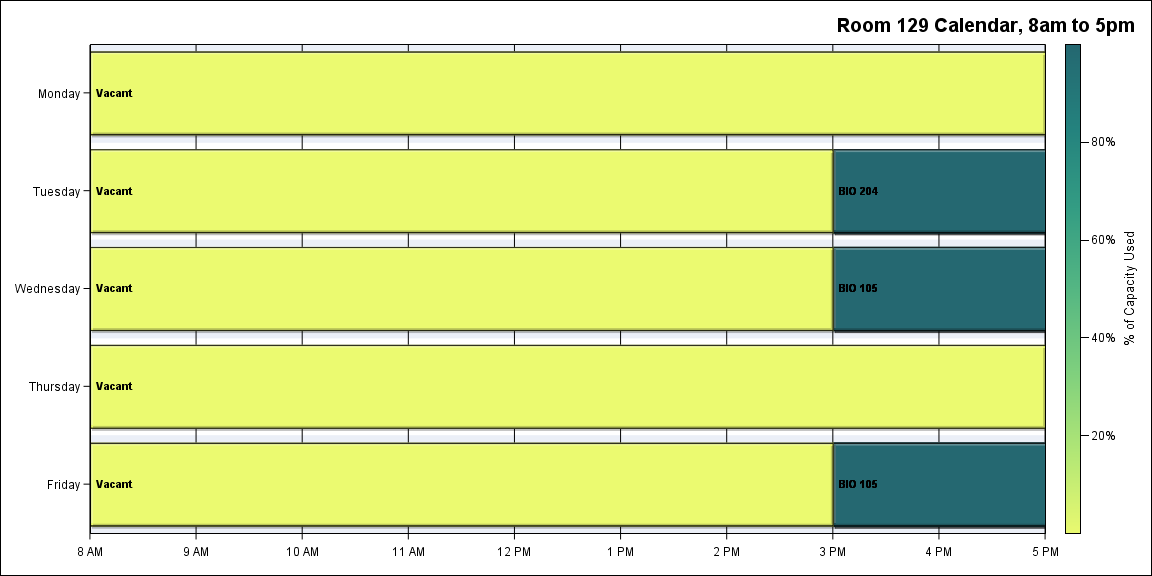 Room 129 Calendar, 8am to 5pm
Monday
Vacant
Tuesday
Vacant
BIO 204
Wednesday
Vacant
BIO 105
Thursday
Vacant
Friday
Vacant
BIO 105
8 AM 9 AM 10 AM 11 AM 12 PM 1 PM 2 PM 3 PM 4 PM 5 PM
80%
60%
40%
20%
% of Capacity Used